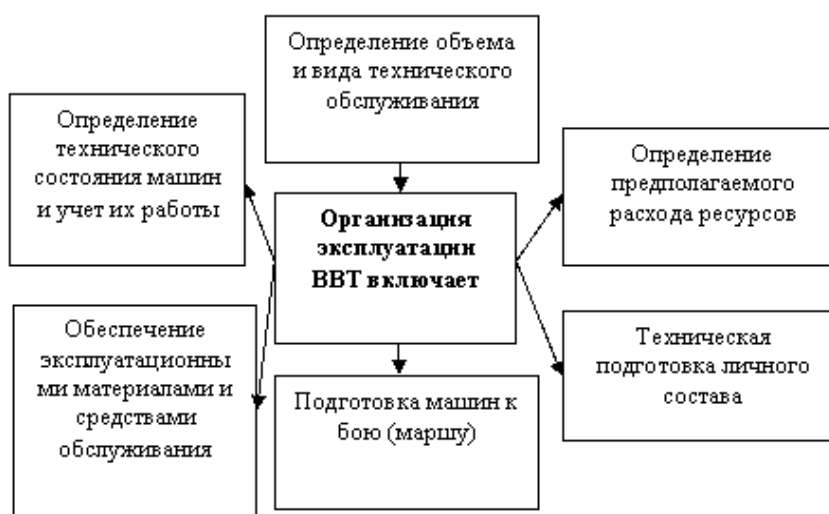 Определение объема
и вида технического
обслуживания
Определение
технического
состояния машин
и учет их работы
Определение
предполагаемого
расхода ресурсов
Организация
эксплуатации
ВВТ включает
Обеспечение
эксплуатационны
ми материалами и
средствами
обслуживания
Подготовка машин к
бою (маршу)
Техническая
подготовка личного
состава